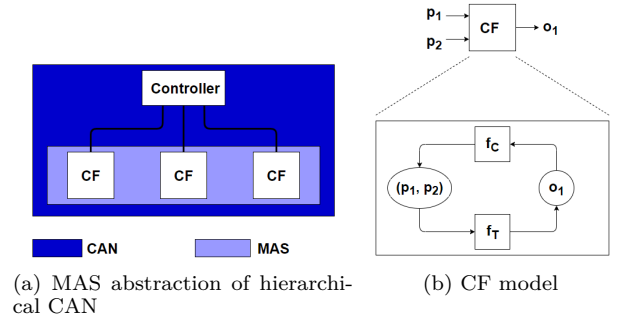 Controller
CF CF CF
CAN MAS
(a) MAS abstraction of hierarchi-
cal CAN
p1
p2
CF
o1
fC
(p1, p2)
o1
fT
(b) CF model